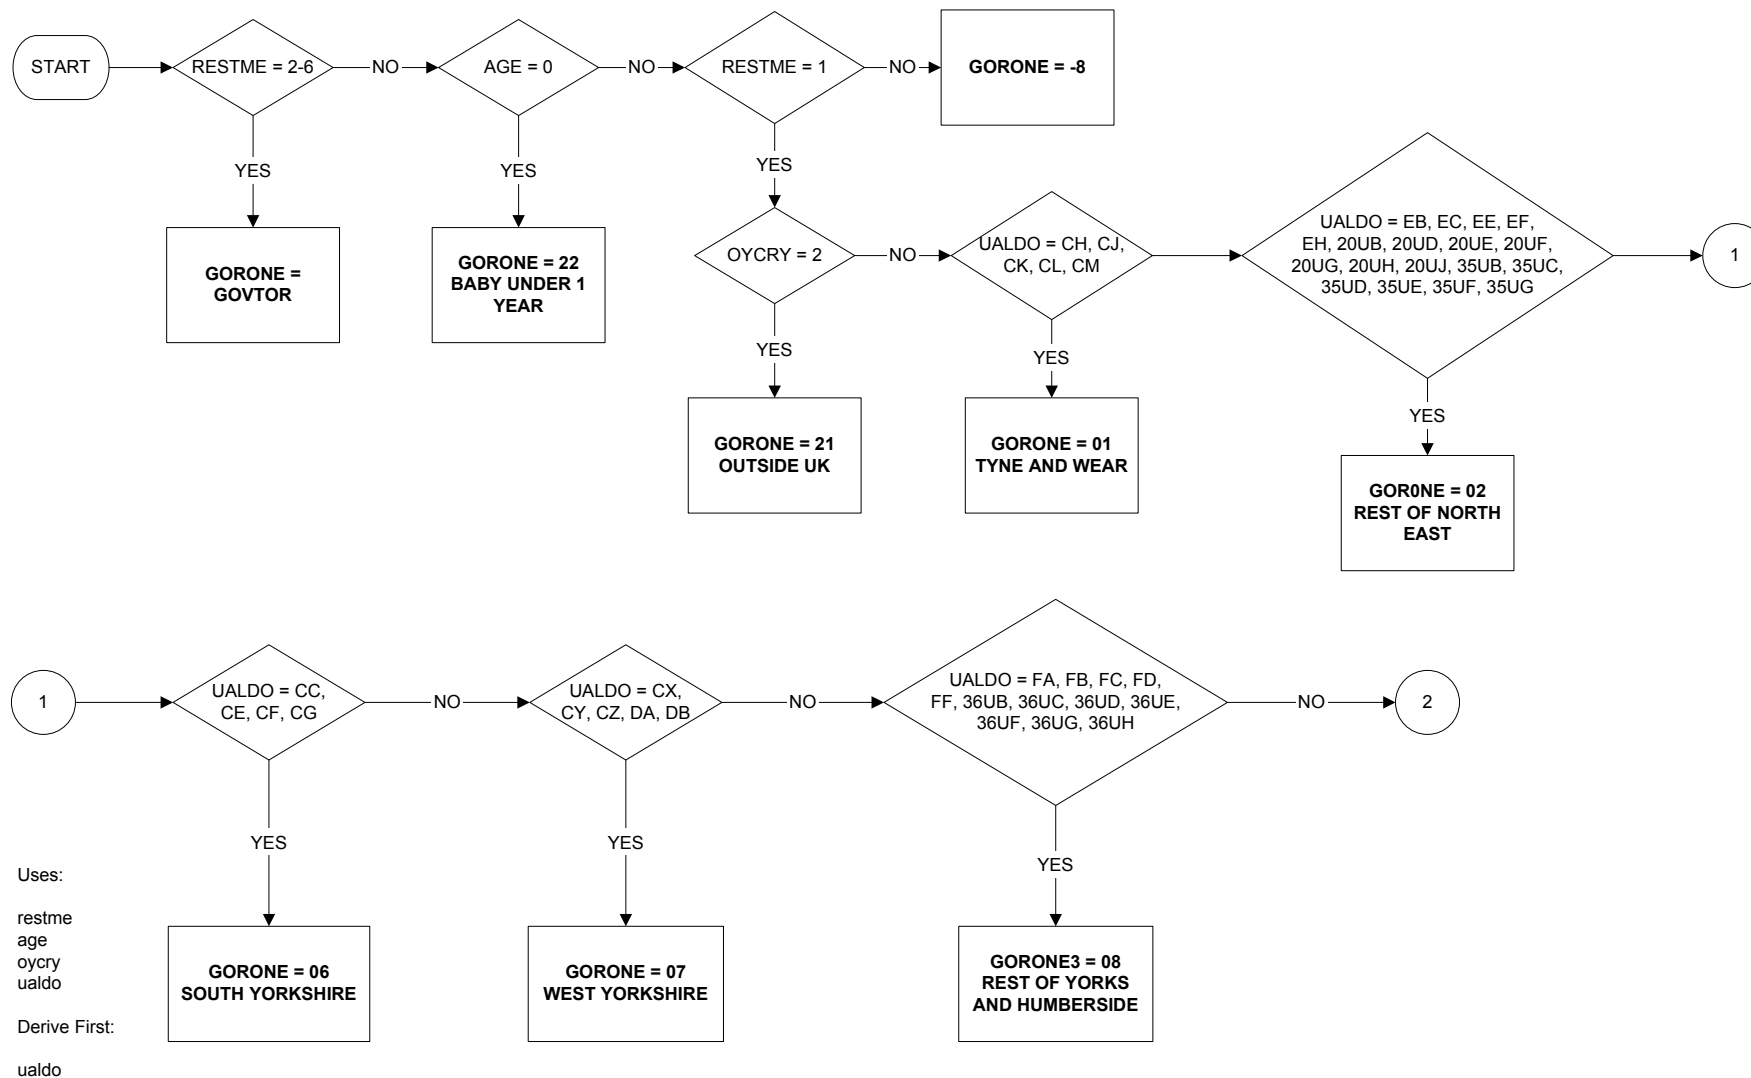 START
RESTME = 2-6
NO
AGE = 0
NO
RESTME = 1
NO
GORONE = -8
YES
YES
YES
GORONE =
GOVTOR
GORONE = 22
BABY UNDER 1
YEAR
OYCRY = 2
NO
UALDO = CH, CJ,
CK, CL, CM
UALDO = EB, EC, EE, EF,
EH, 20UB, 20UD, 20UE, 20UF,
20UG, 20UH, 20UJ, 35UB, 35UC,
35UD, 35UE, 35UF, 35UG
1
YES
YES
YES
GORONE = 21
OUTSIDE UK
GORONE = 01
TYNE AND WEAR
GOR0NE = 02
REST OF NORTH
EAST
1
UALDO = CC,
CE, CF, CG
NO
UALDO = CX,
CY, CZ, DA, DB
NO
UALDO = FA, FB, FC, FD,
FF, 36UB, 36UC, 36UD, 36UE,
36UF, 36UG, 36UH
NO
2
YES
YES
YES
GORONE = 06
SOUTH YORKSHIRE
GORONE = 07
WEST YORKSHIRE
GORONE3 = 08
REST OF YORKS
AND HUMBERSIDE
Uses:
restme
age
oycry
ualdo
Derive First:
ualdo